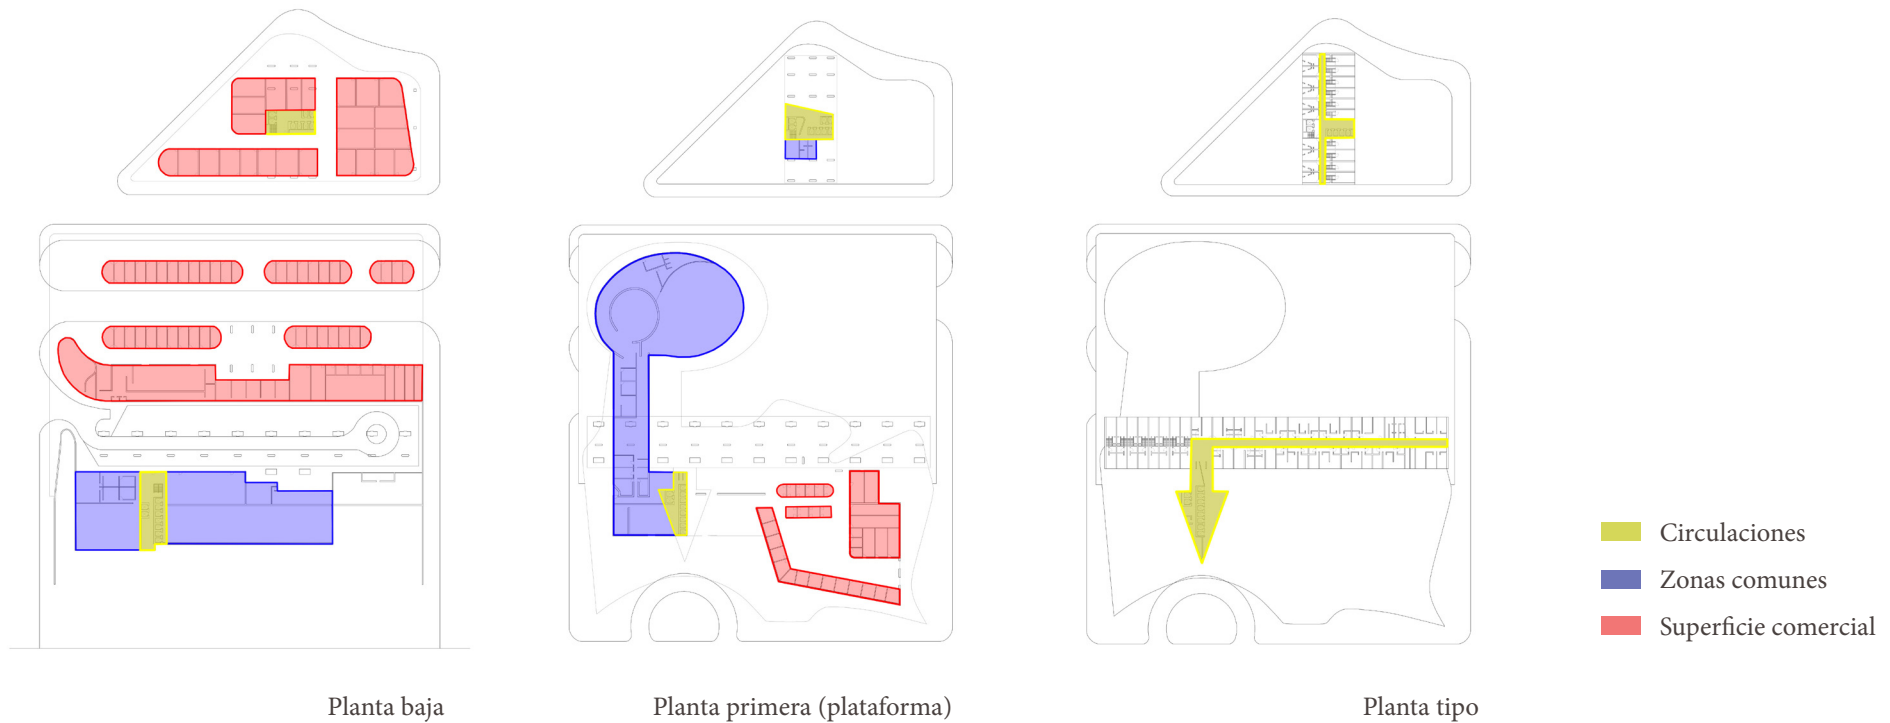 Circulaciones
Zonas comunes
Superficie comercial
Planta baja
Planta primera (plataforma)
Planta tipo